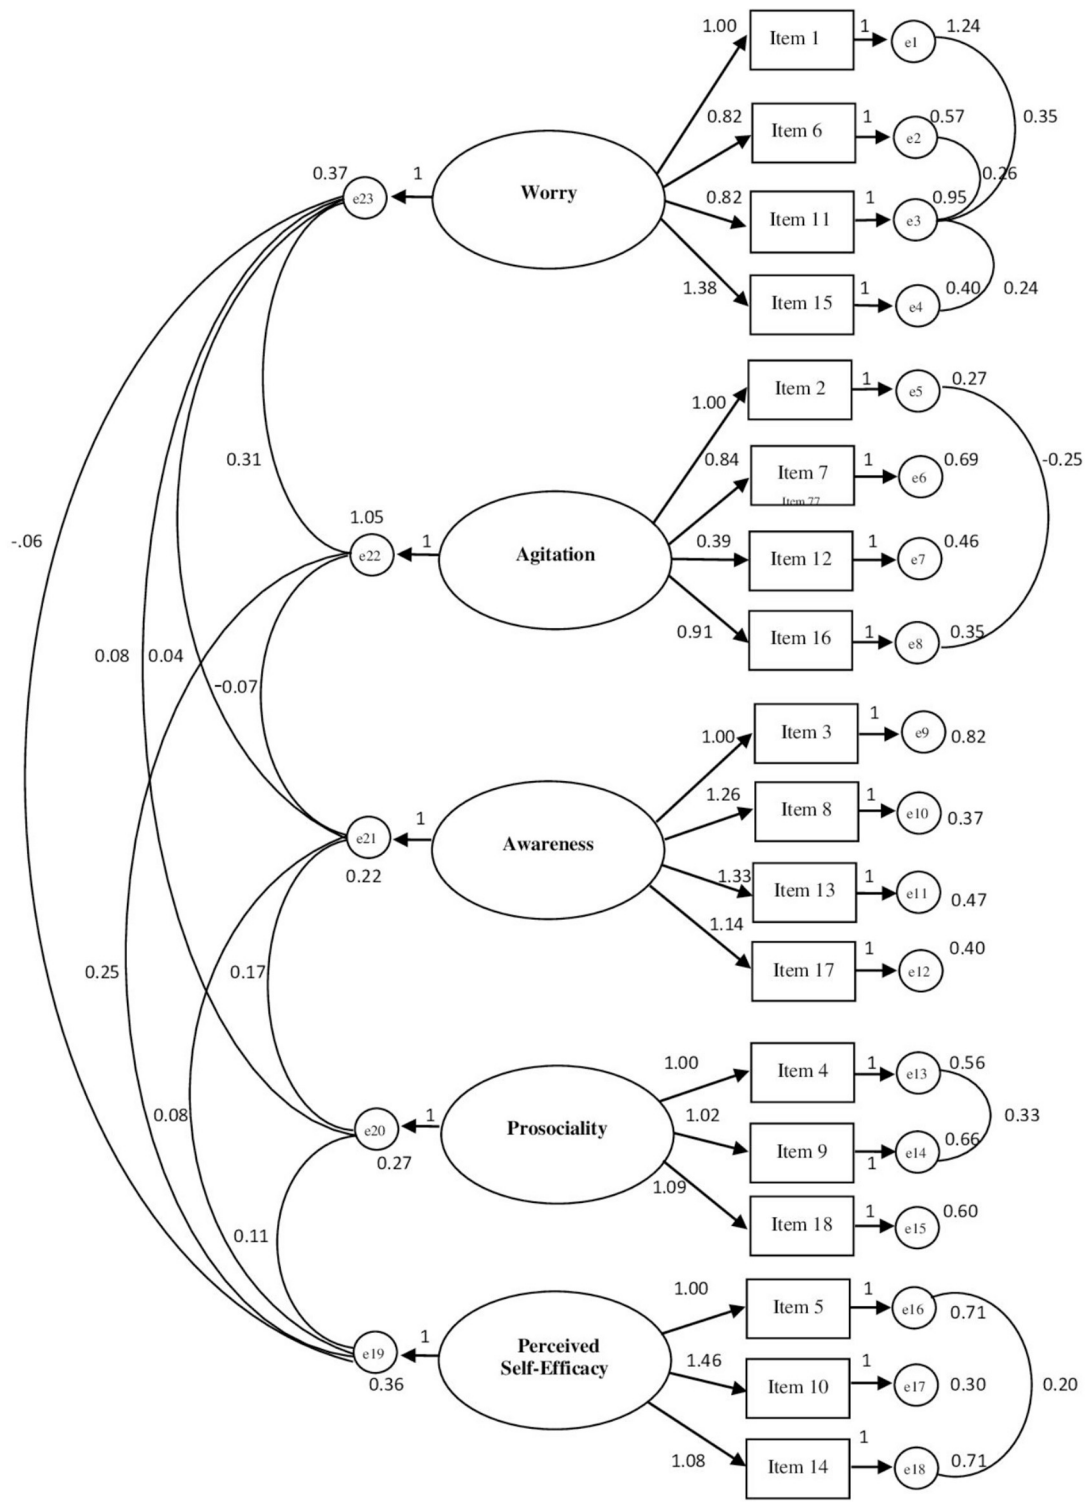 1.00
Item 1
1
e1
1.24
0.82
Item 6
1
e2
0.57
0.35
0.37
e23
1
Worry
0.82
Item 11
1
e3
0.95
0.26
1.38
Item 15
1
e4
0.40
0.24
1.00
Item 2
1
e5
0.27
0.31
0.84
Item 7
Item 77
1
e6
0.69
-0.25
-.06
1.05
e22
1
Agitation
0.39
Item 12
1
e7
0.46
0.91
Item 16
1
e8
0.35
0.08
0.04
-0.07
1.00
Item 3
1
e9
0.82
1.26
Item 8
1
e10
0.37
e21
1
0.22
Awareness
1.33
Item 13
1
e11
0.47
1.14
Item 17
1
e12
0.40
0.25
0.17
1.00
Item 4
1
e13
0.56
0.08
e20
1
0.27
Prosociality
1.02
Item 9
1
e14
0.66
0.33
1.09
Item 18
1
e15
0.60
0.11
1.00
Item 5
1
e16
0.71
e19
1
0.36
Perceived
Self-Efficacy
1.46
Item 10
1
e17
0.30
0.20
1.08
Item 14
1
e18
0.71